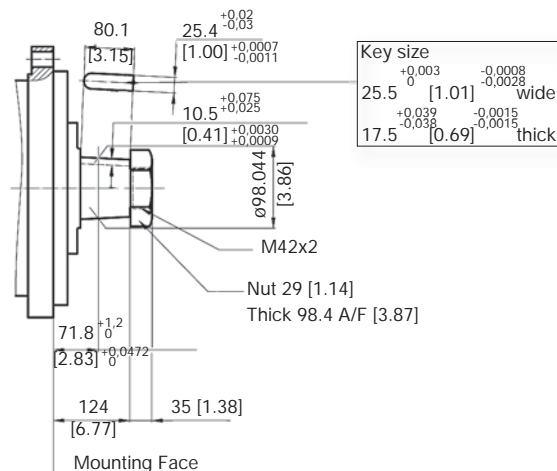 80.1
[3.15]
25.4 +0,02 -0,03
[1.00] +0,0007 -0,0011
Key size
25.5 +0,003 0 [1.01] -0,0008 -0,0028 wide
17.5 +0,039 -0,038 [0.69] -0,0015 -0,0015 thick
10.5 +0,075 +0,025
[0.41] +0,0030 +0,0009
ø98.044
[3.86]
M42x2
Nut 29 [1.14]
Thick 98.4 A/F [3.87]
71.8 +1,2 0
[2.83] +0,0472 0
124
[6.77]
35 [1.38]
Mounting Face